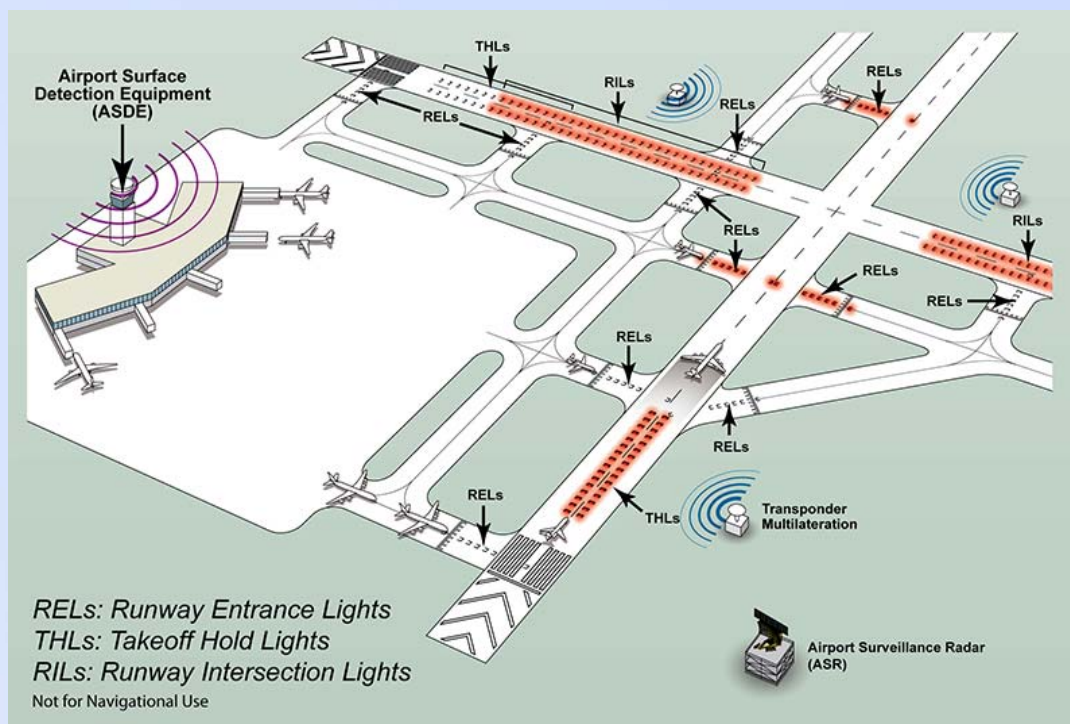 THLs
Airport Surface
Detection Equipment
(ASDE)
RILs
RELs
RELs
RELs
RELs
RILs
RELs
RELs
RELs
RELs
RELs
THLs
Transponder
Multilateration
Airport Surveillance Radar
(ASR)
RELs: Runway Entrance Lights
THLs: Takeoff Hold Lights
RILs: Runway Intersection Lights
Not for Navigational Use